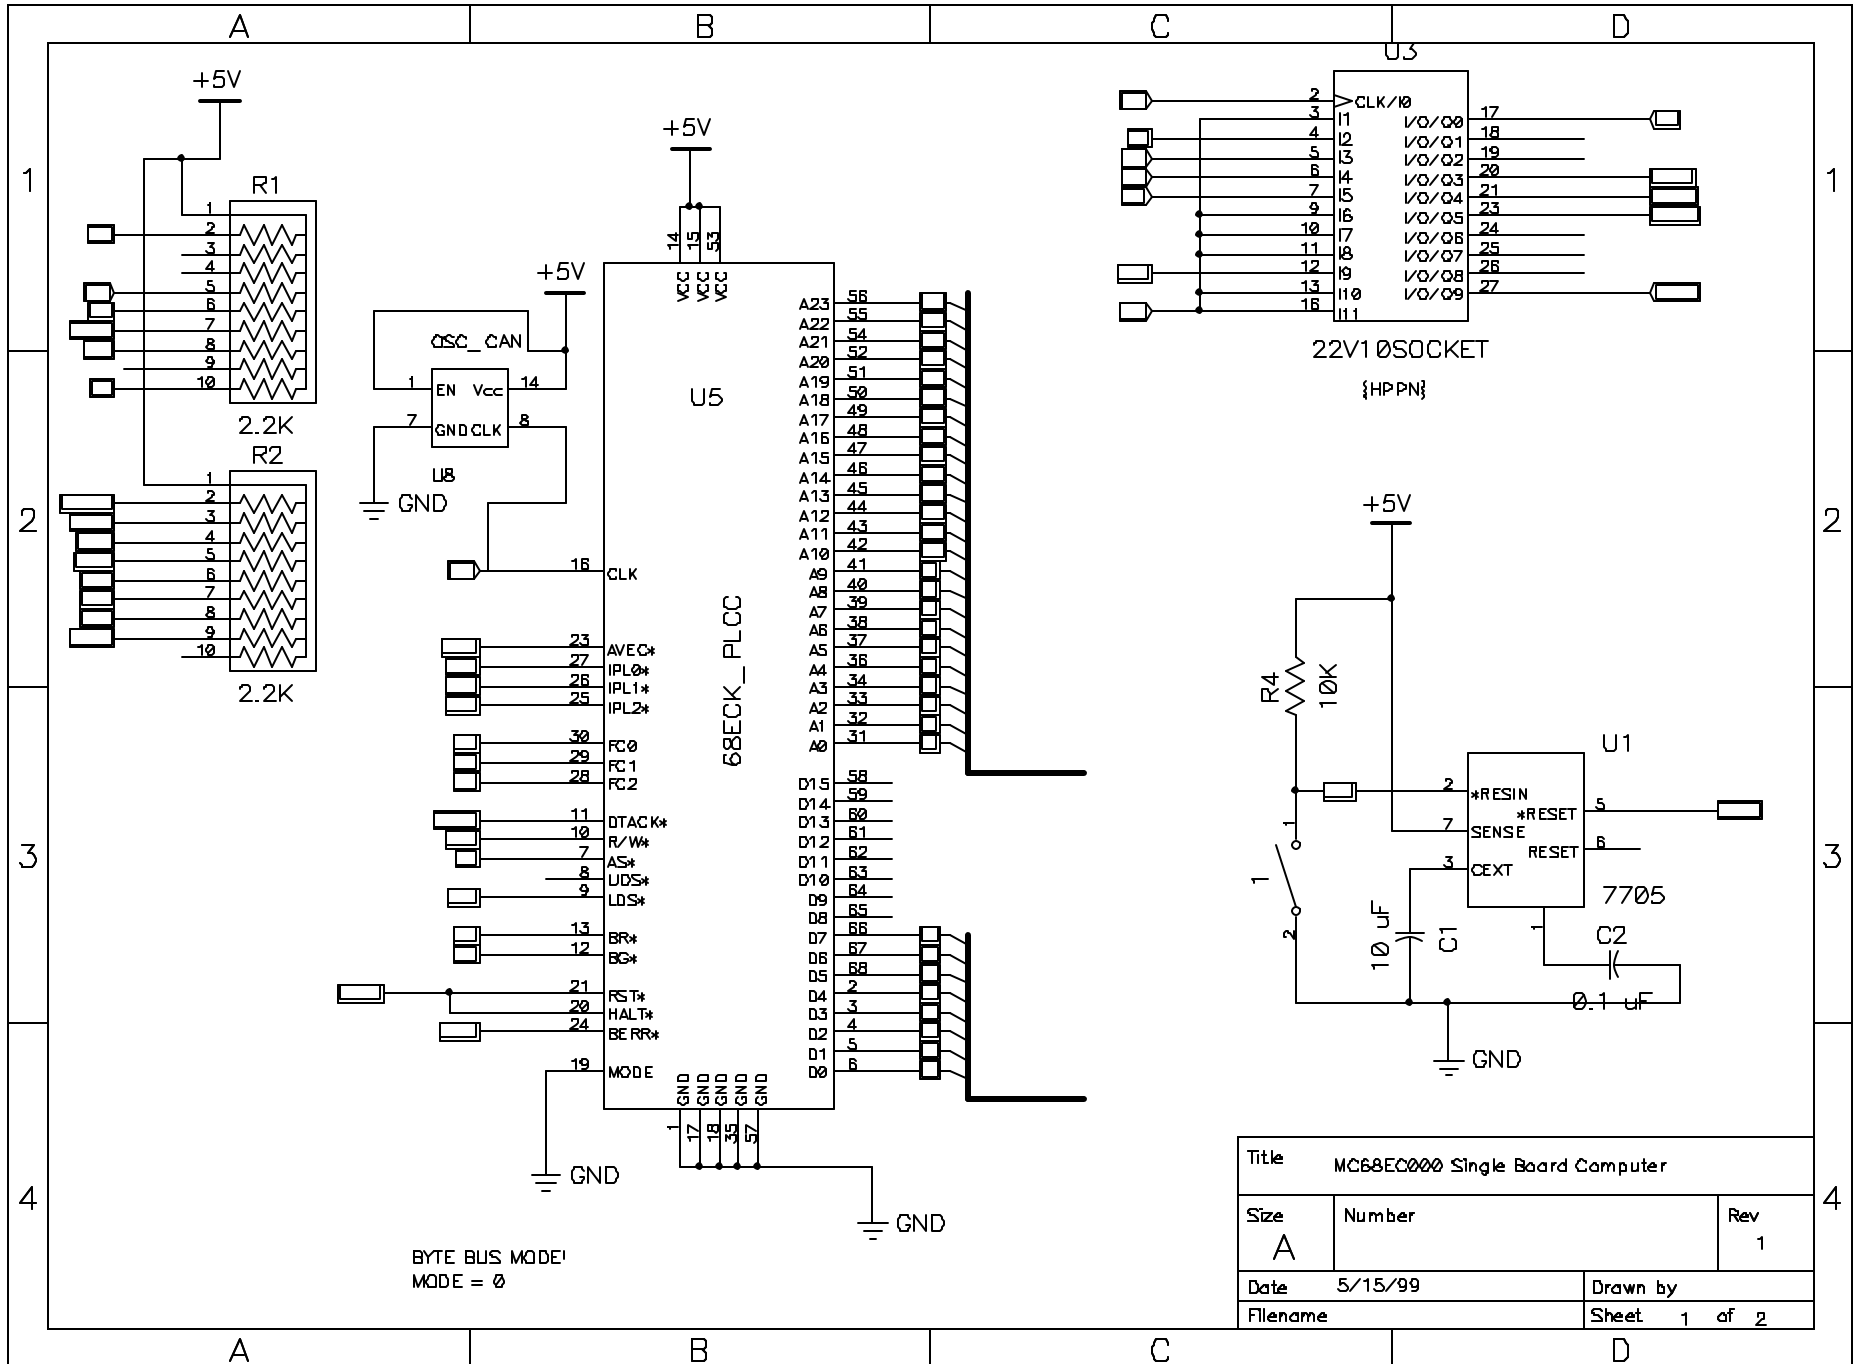 A B C D
1
2
3
4
1
2
3
4
A B C D
+5V
R1
1
2
3
4
5
6
7
8
9
10
2.2K
R2
1
2
3
4
5
6
7
8
9
10
2.2K
+5V
OSC_CAN
1 EN Vcc 14
7 GND CLK 8
U8
GND
+5V
14 15 53
VCC VCC VCC
U5
68ECK_PLCC
16 CLK
23 AVEC*
27 IPL0*
26 IPL1*
25 IPL2*
30 FC0
29 FC1
28 FC2
11 DTACK*
10 R/W*
7 AS*
8 UDS*
9 LDS*
13 BR*
12 BG*
21 RST*
20 HALT*
24 BERR*
19 MODE
A23 56
A22 55
A21 54
A20 52
A19 51
A18 50
A17 49
A16 48
A15 47
A14 46
A13 45
A12 44
A11 43
A10 42
A9 41
A8 40
A7 39
A6 38
A5 37
A4 36
A3 34
A2 33
A1 32
A0 31
D15 58
D14 59
D13 60
D12 61
D11 62
D10 63
D9 64
D8 65
D7 66
D6 67
D5 68
D4 2
D3 3
D2 4
D1 5
D0 6
GND GND GND GND GND
1 17 18 35 57
GND
GND
BYTE BUS MODE!
MODE = 0
U3
2 CLK/I0
3 I1
4 I2
5 I3
6 I4
7 I5
9 I6
10 I7
11 I8
12 I9
13 I10
16 I11
I/O/Q0 17
I/O/Q1 18
I/O/Q2 19
I/O/Q3 20
I/O/Q4 21
I/O/Q5 23
I/O/Q6 24
I/O/Q7 25
I/O/Q8 26
I/O/Q9 27
22V10SOCKET
{HPPN}
+5V
R4 10K
U1
2 *RESIN
*RESET 5
7 SENSE
RESET 6
3 CEXT
7705
1
1
1
2
10 uF C1
C2
0.1 uF
GND
Title MC68EC000 Single Board Computer
Size Number Rev
A 1
Date 5/15/99 Drawn by
Filename Sheet 1 of 2